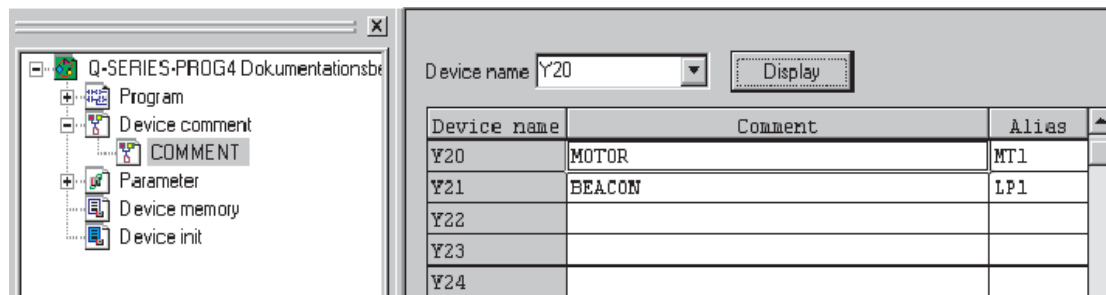 Q-SERIES-PROG4 Dokumentationsbe
Program
Device comment
COMMENT
Parameter
Device memory
Device init
Device name Y20 Display
Device name Comment Alias
Y20 MOTOR MT1
Y21 BEACON LP1
Y22
Y23
Y24